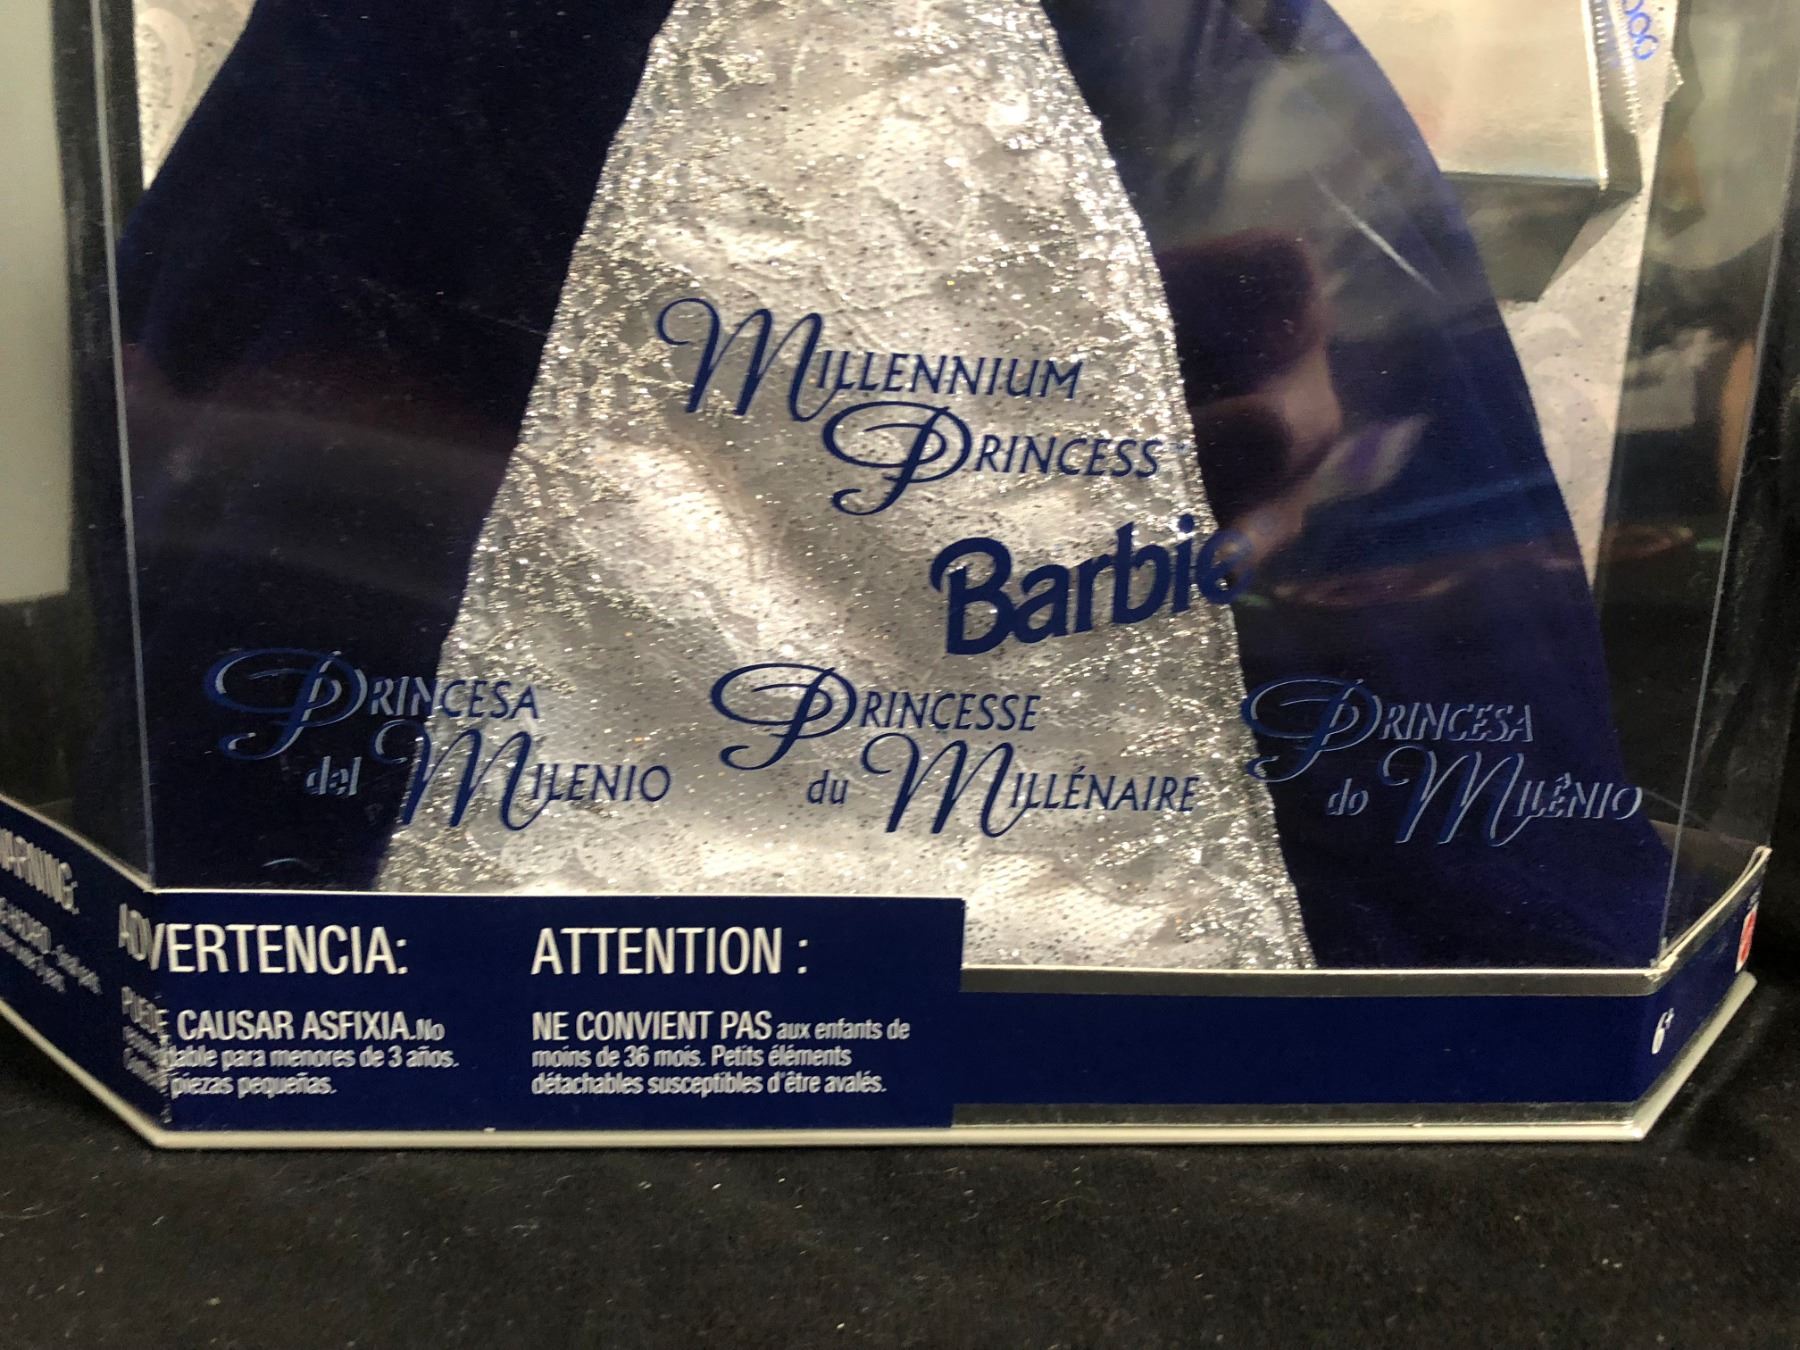 MILLENNIUM
PRINCESS
Barbie
PRINCESA
del MILENIO
PRINCESSE
du MILLÉNAIRE
PRINCESA
do MILÊNIO
WARNING:
ADVERTENCIA:
PUEDE CAUSAR ASFIXIA. No
para menores de 3 años.
piezas pequeñas.
ATTENTION :
NE CONVIENT PAS aux enfants de
moins de 36 mois. Petits éléments
détachables susceptibles d'être avalés.
6+